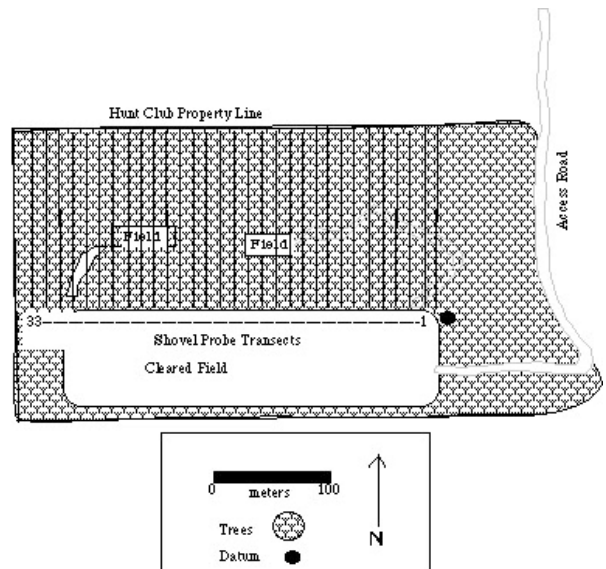 Hunt Club Property Line
Access Road
Field
Field
33 1
Shovel Probe Transects
Cleared Field
0 meters 100
Trees
N
Datum